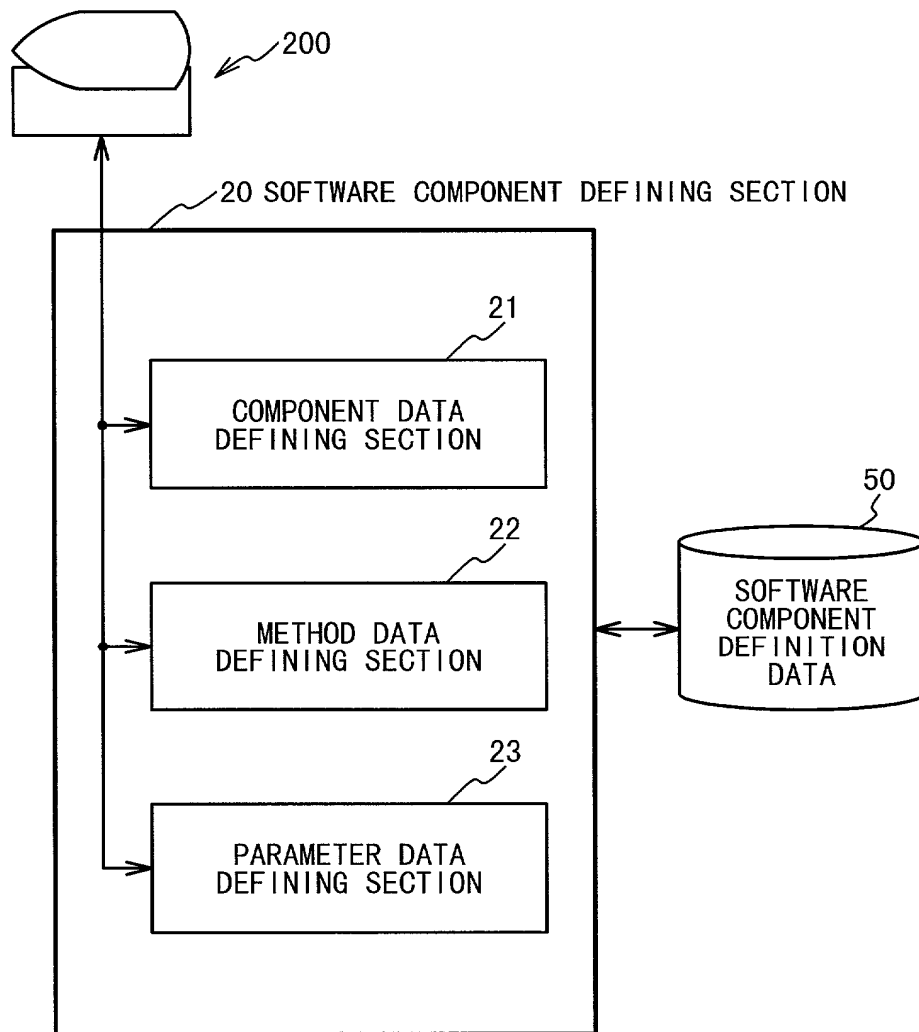 200
20 SOFTWARE COMPONENT DEFINING SECTION
21
COMPONENT DATA
DEFINING SECTION
22
METHOD DATA
DEFINING SECTION
50
SOFTWARE
COMPONENT
DEFINITION
DATA
23
PARAMETER DATA
DEFINING SECTION